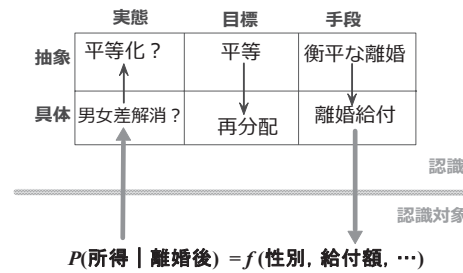 実態 目標 手段
抽象 平等化？ 平等 衡平な離婚
具体 男女差解消？ 再分配 離婚給付
認識
認識対象
P(所得｜離婚後) = f(性別, 給付額, …)